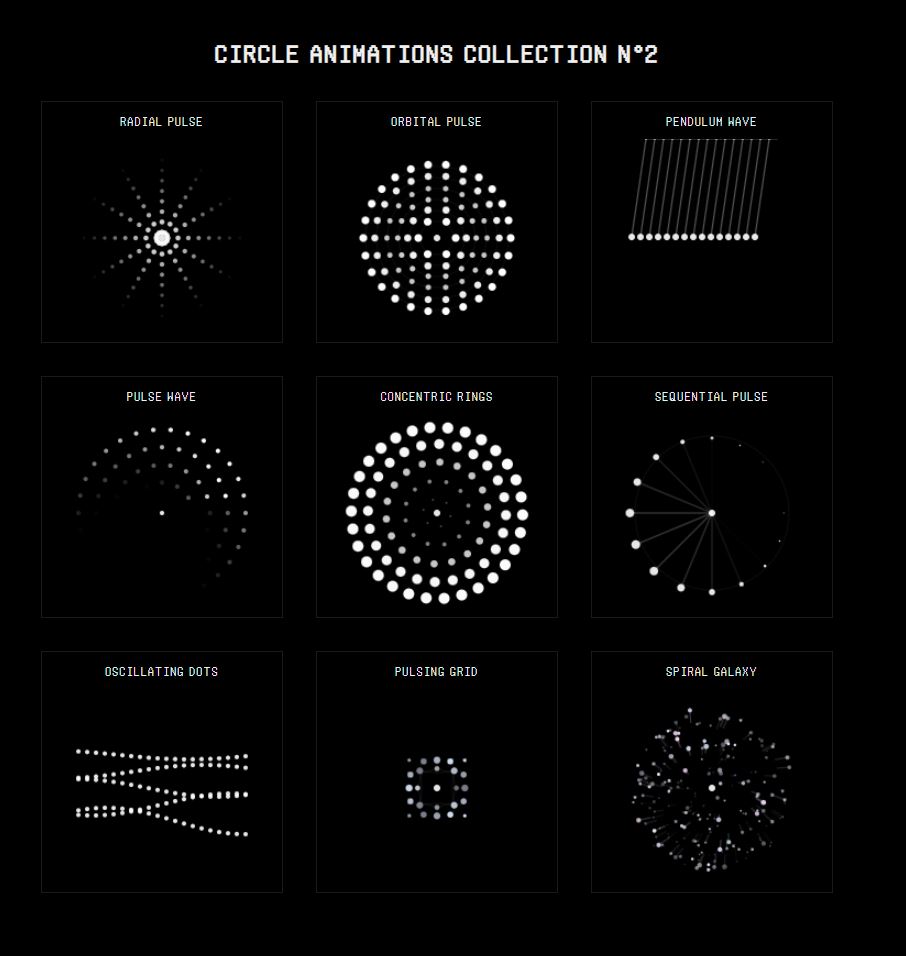 CIRCLE ANIMATIONS COLLECTION N°2
RADIAL PULSE
ORBITAL PULSE
PENDULUM WAVE
PULSE WAVE
CONCENTRIC RINGS
SEQUENTIAL PULSE
OSCILLATING DOTS
PULSING GRID
SPIRAL GALAXY